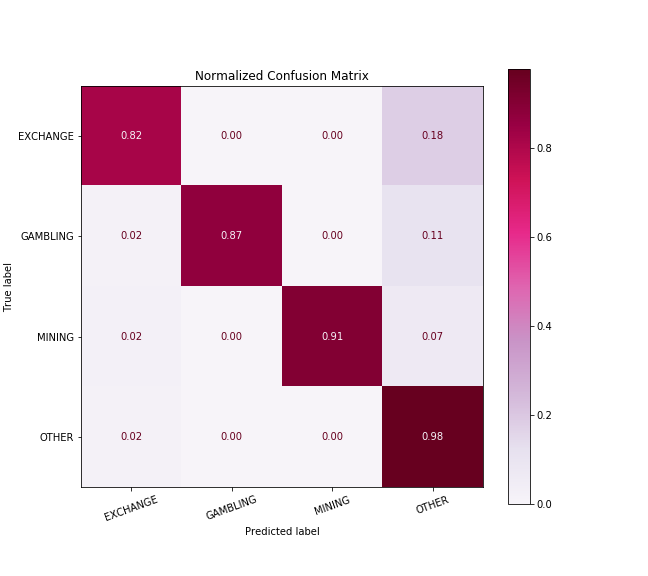 Normalized Confusion Matrix
EXCHANGE 0.82 0.00 0.00 0.18
GAMBLING 0.02 0.87 0.00 0.11
MINING 0.02 0.00 0.91 0.07
OTHER 0.02 0.00 0.00 0.98
True label
EXCHANGE GAMBLING MINING OTHER
Predicted label
0.8
0.6
0.4
0.2
0.0